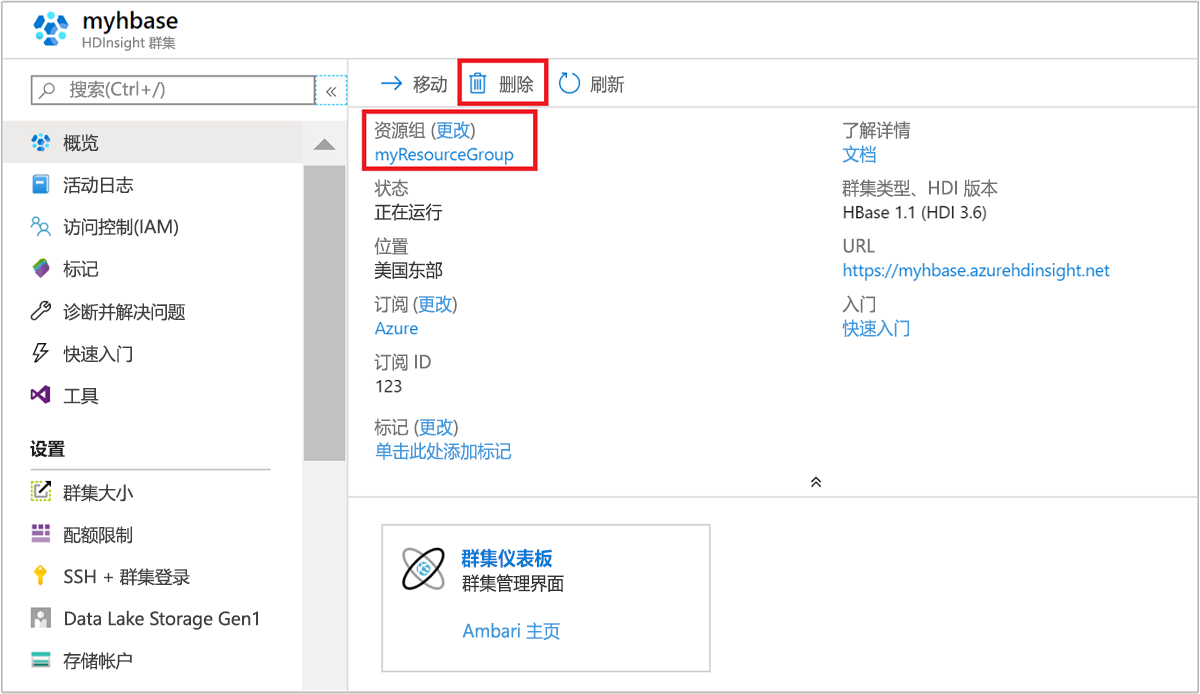 myhbase
HDInsight 群集
搜索(Ctrl+/)
«
概览
活动日志
访问控制(IAM)
标记
诊断并解决问题
快速入门
工具
设置
群集大小
配额限制
SSH + 群集登录
Data Lake Storage Gen1
存储帐户
移动
删除
刷新
资源组 (更改)
myResourceGroup
状态
正在运行
位置
美国东部
订阅 (更改)
Azure
订阅 ID
123
标记 (更改)
单击此处添加标记
了解详情
文档
群集类型、HDI 版本
HBase 1.1 (HDI 3.6)
URL
https://myhbase.azurehdinsight.net
入门
快速入门
群集仪表板
群集管理界面
Ambari 主页